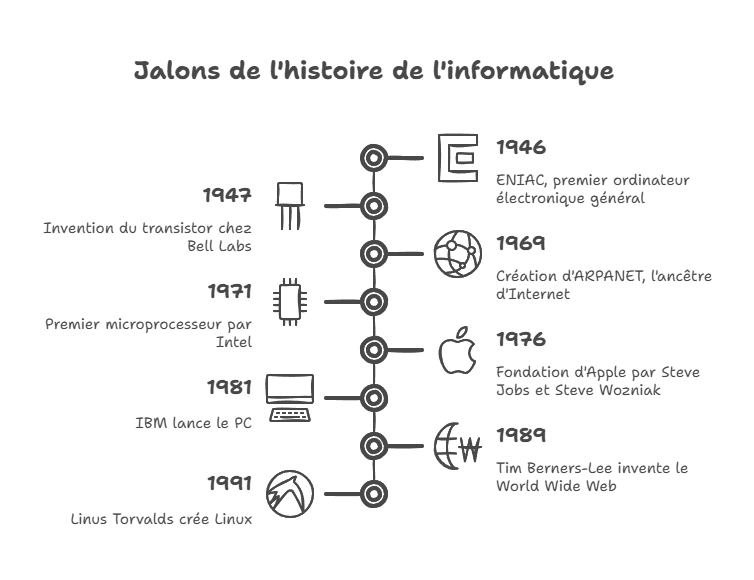 Jalons de l'histoire de l'informatique
1946
ENIAC, premier ordinateur
électronique général
1947
Invention du transistor chez
Bell Labs
1969
Création d'ARPANET, l'ancêtre
d'Internet
1971
Premier microprocesseur par
Intel
1976
Fondation d'Apple par Steve
Jobs et Steve Wozniak
1981
IBM lance le PC
1989
Tim Berners-Lee invente le
World Wide Web
1991
Linus Torvalds crée Linux